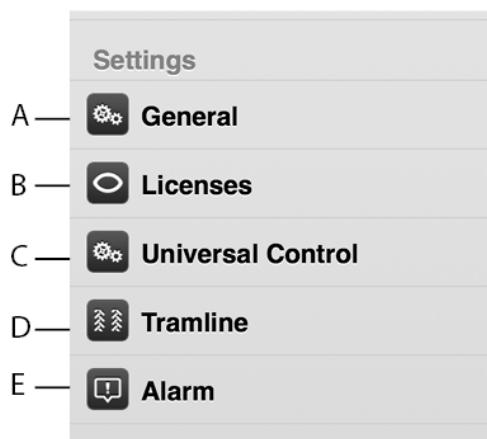 Settings
A General
B Licenses
C Universal Control
D Tramline
E Alarm